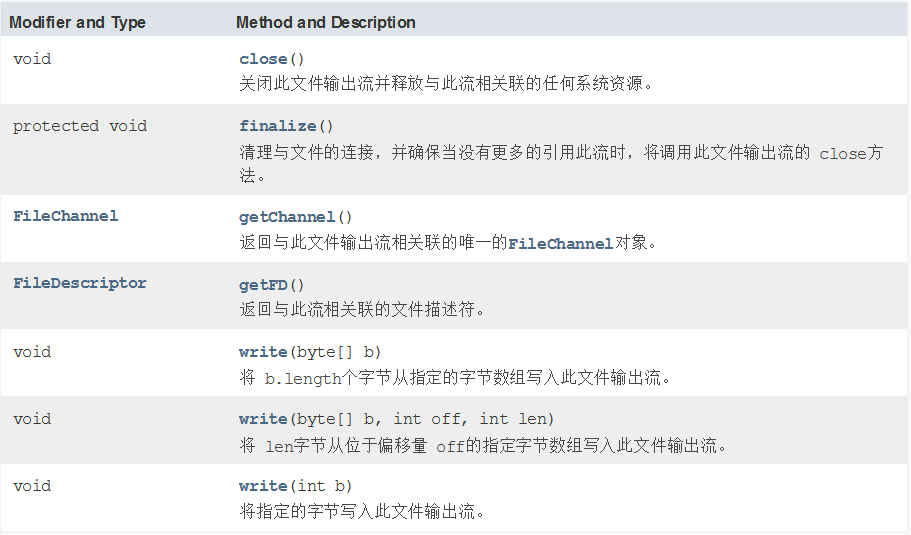 Modifier and Type Method and Description
void close()
关闭此文件输出流并释放与此流相关联的任何系统资源。
protected void finalize()
清理与文件的连接，并确保当没有更多的引用此流时，将调用此文件输出流的 close方
法。
FileChannel getChannel()
返回与此文件输出流相关联的唯一的FileChannel对象。
FileDescriptor getFD()
返回与此流相关联的文件描述符。
void write(byte[] b)
将 b.length个字节从指定的字节数组写入此文件输出流。
void write(byte[] b, int off, int len)
将 len字节从位于偏移量 off的指定字节数组写入此文件输出流。
void write(int b)
将指定的字节写入此文件输出流。